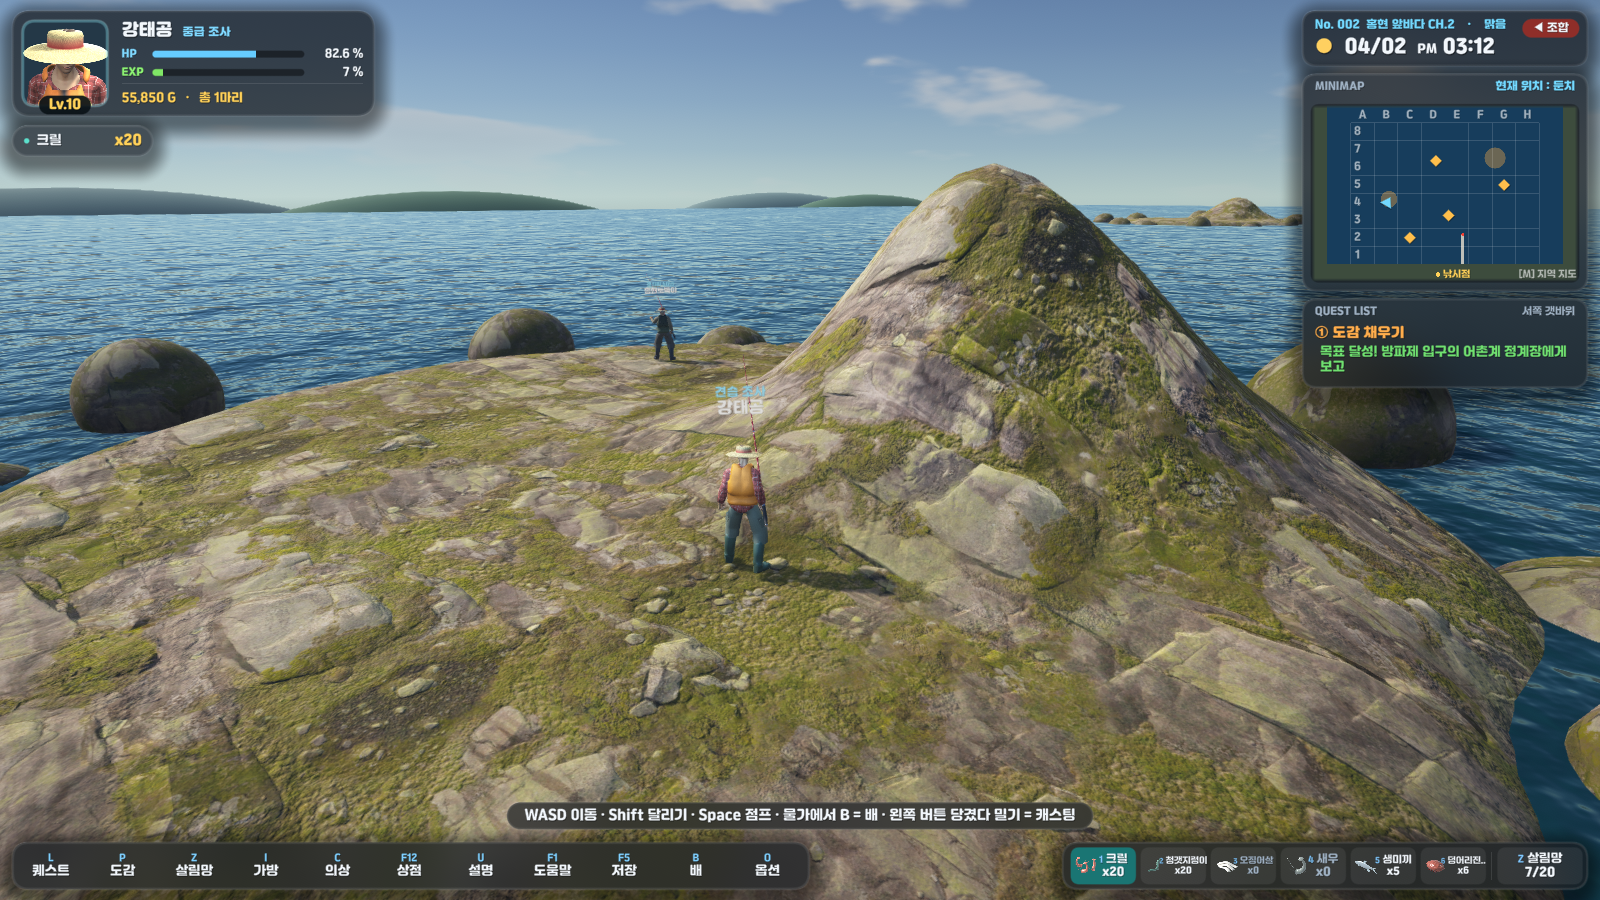 강태공 중급 조사
HP 82.6 %
EXP 7 %
55,850 G · 총 1마리
Lv.10
크릴 x20
No. 002 홍현 앞바다 CH.2 · 맑음
◀ 조합
04/02 PM 03:12
MINIMAP 현재 위치 : 둔치
A B C D E F G H
8
7
6
5
4
3
2
1
낚시점 [M] 지역 지도
QUEST LIST 서쪽 갯바위
① 도감 채우기
목표 달성! 방파제 입구의 어촌계 정계장에게
보고
강태공
WASD 이동 · Shift 달리기 · Space 점프 · 물가에서 B = 배 · 왼쪽 버튼 당겼다 밀기 = 캐스팅
L P Z I C F12 U F1 F5 B O
퀘스트 도감 살림망 가방 의상 상점 설명 도움말 저장 배 옵션
1 크릴 2 청갯지렁이 3 오징어살 4 새우 5 생미끼 6 덩어리진.. Z 살림망
x20 x20 x0 x0 x5 x6 7/20